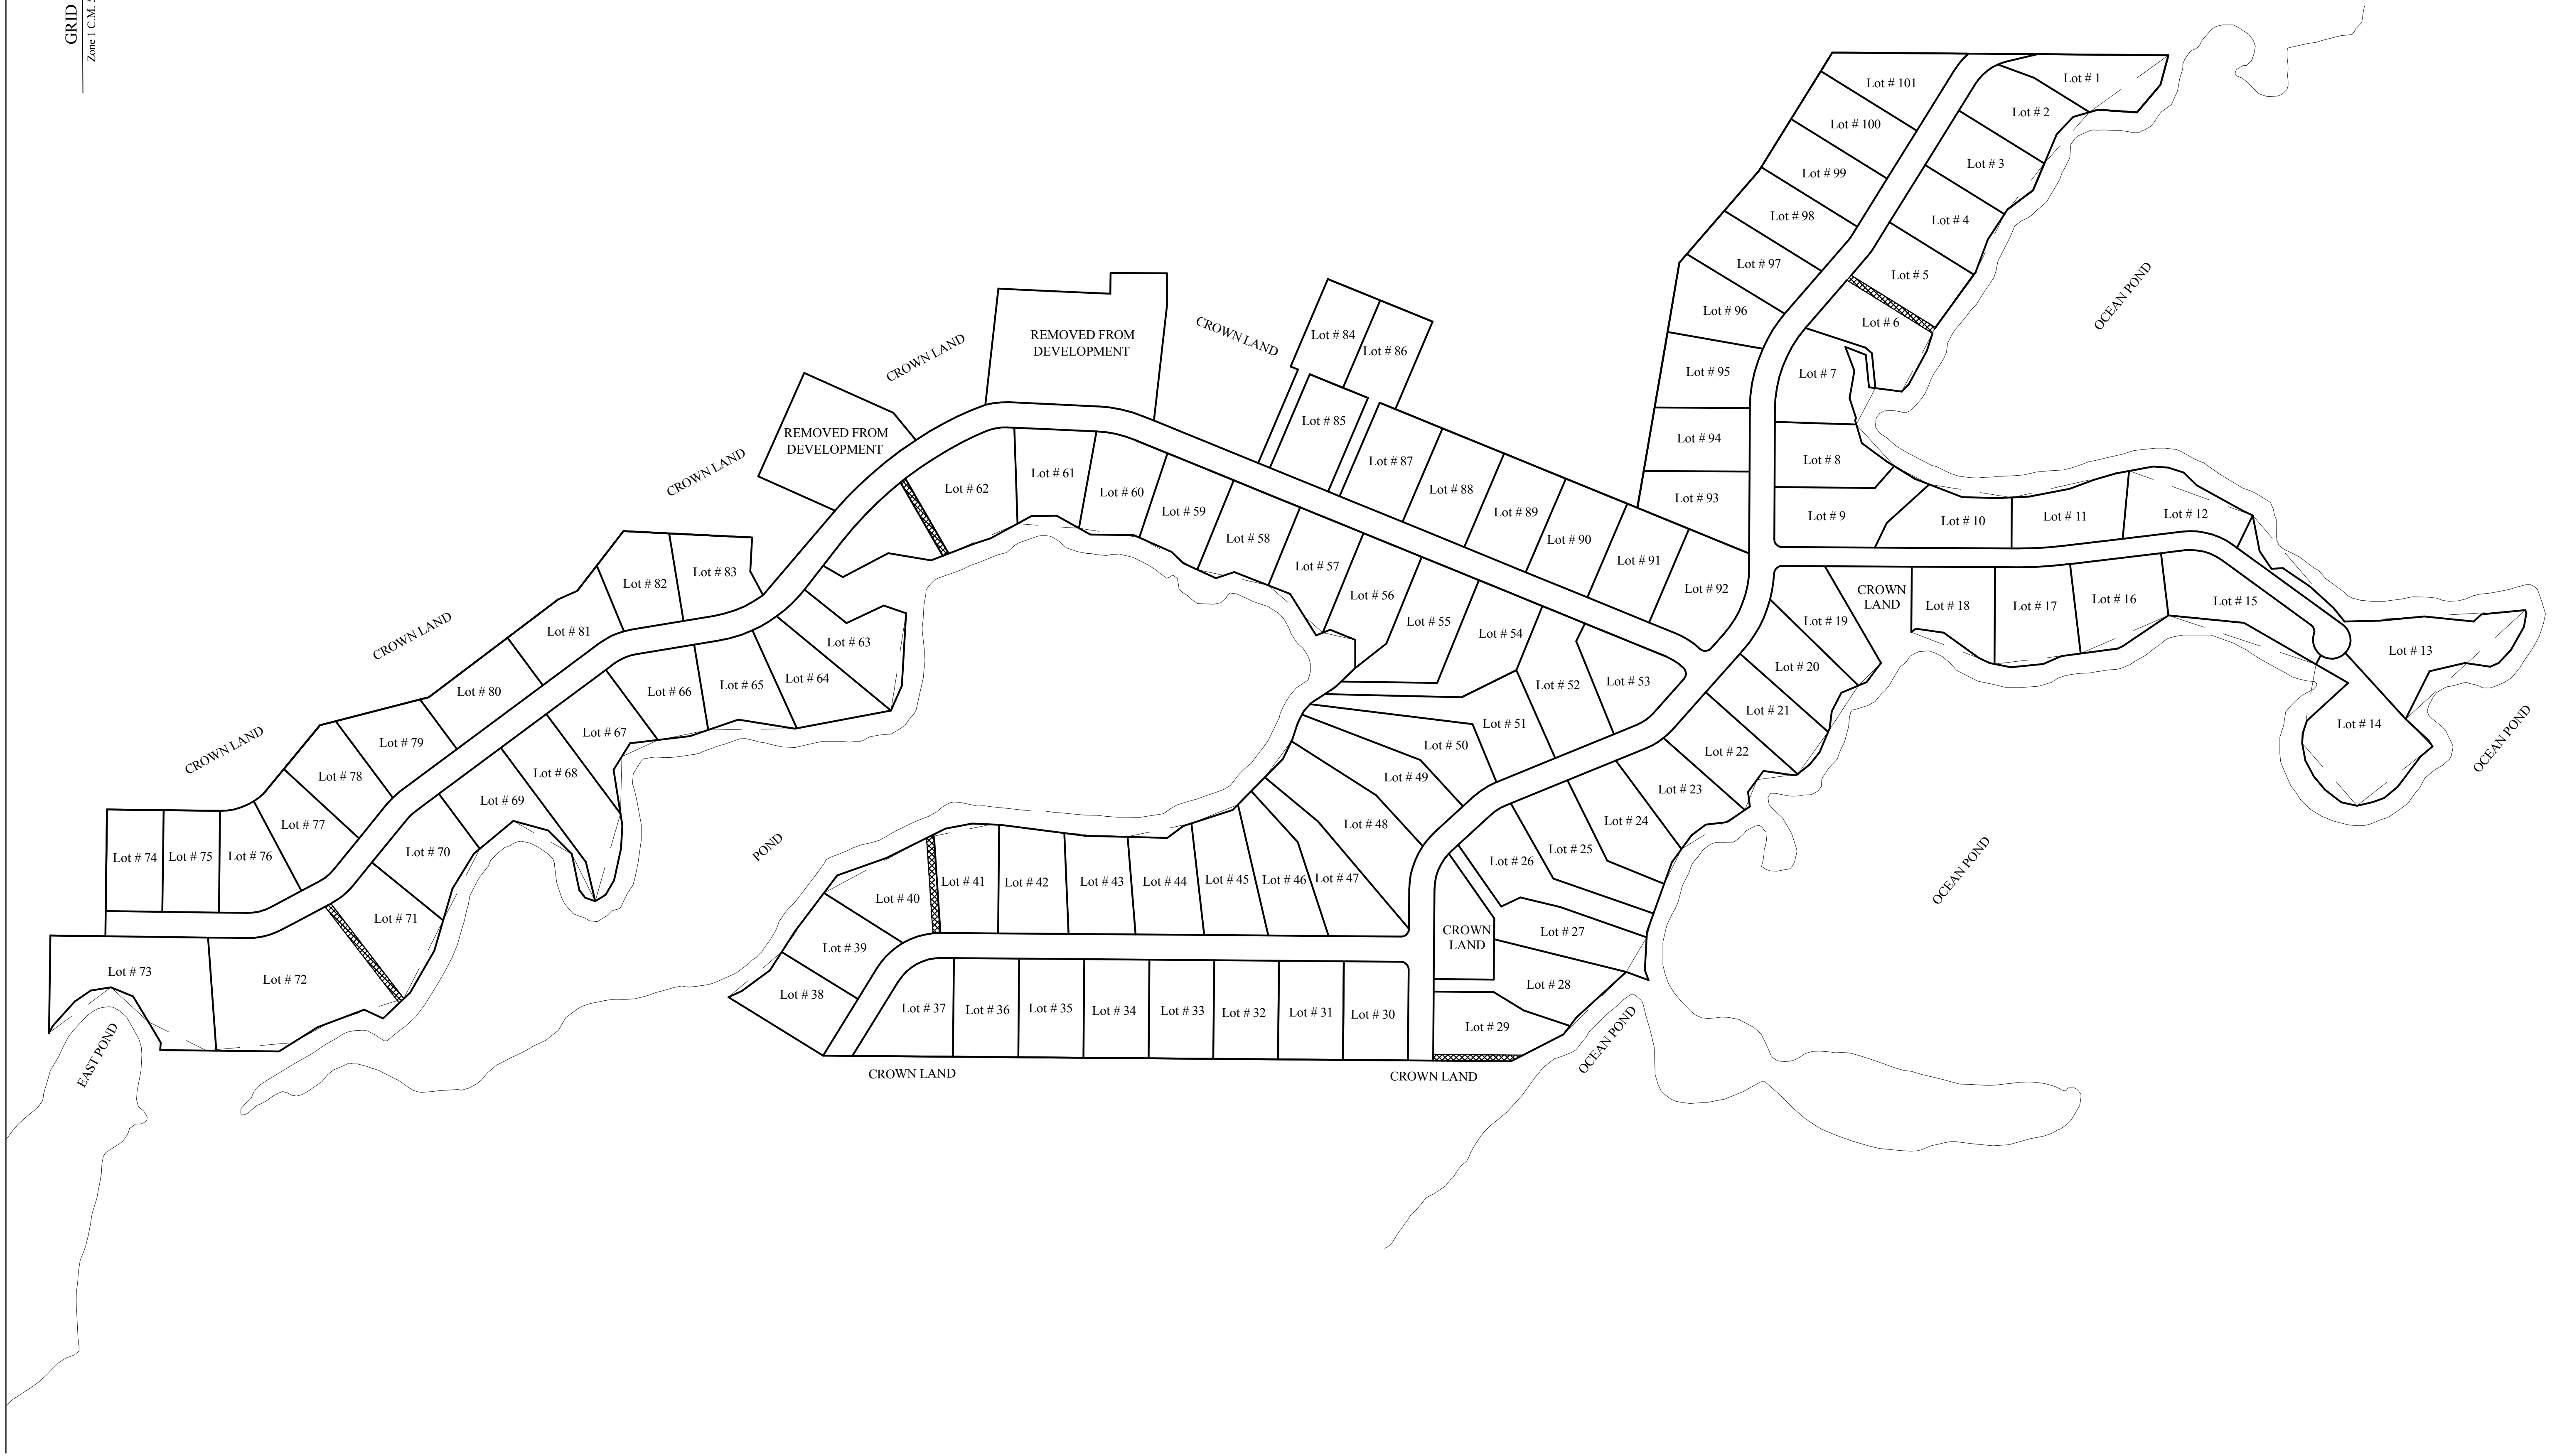 GRID
Zone 1 C.M.
Lot # 1
Lot # 2
Lot # 3
Lot # 4
Lot # 5
Lot # 6
Lot # 7
Lot # 8
Lot # 9
Lot # 10
Lot # 11
Lot # 12
Lot # 13
Lot # 14
Lot # 15
Lot # 16
Lot # 17
Lot # 18
CROWN
LAND
Lot # 19
Lot # 20
Lot # 21
Lot # 22
Lot # 23
Lot # 24
Lot # 25
Lot # 26
Lot # 27
Lot # 28
Lot # 29
CROWN
LAND
Lot # 30
Lot # 31
Lot # 32
Lot # 33
Lot # 34
Lot # 35
Lot # 36
Lot # 37
Lot # 38
Lot # 39
Lot # 40
Lot # 41
Lot # 42
Lot # 43
Lot # 44
Lot # 45
Lot # 46
Lot # 47
Lot # 48
Lot # 49
Lot # 50
Lot # 51
Lot # 52
Lot # 53
Lot # 54
Lot # 55
Lot # 56
Lot # 57
Lot # 58
Lot # 59
Lot # 60
Lot # 61
Lot # 62
Lot # 63
Lot # 64
Lot # 65
Lot # 66
Lot # 67
Lot # 68
Lot # 69
Lot # 70
Lot # 71
Lot # 72
Lot # 73
Lot # 74
Lot # 75
Lot # 76
Lot # 77
Lot # 78
Lot # 79
Lot # 80
Lot # 81
Lot # 82
Lot # 83
Lot # 84
Lot # 85
Lot # 86
Lot # 87
Lot # 88
Lot # 89
Lot # 90
Lot # 91
Lot # 92
Lot # 93
Lot # 94
Lot # 95
Lot # 96
Lot # 97
Lot # 98
Lot # 99
Lot # 100
Lot # 101
REMOVED FROM
DEVELOPMENT
REMOVED FROM
DEVELOPMENT
CROWN LAND
CROWN LAND
CROWN LAND
CROWN LAND
CROWN LAND
CROWN LAND
CROWN LAND
OCEAN POND
OCEAN POND
OCEAN POND
OCEAN POND
POND
EAST POND